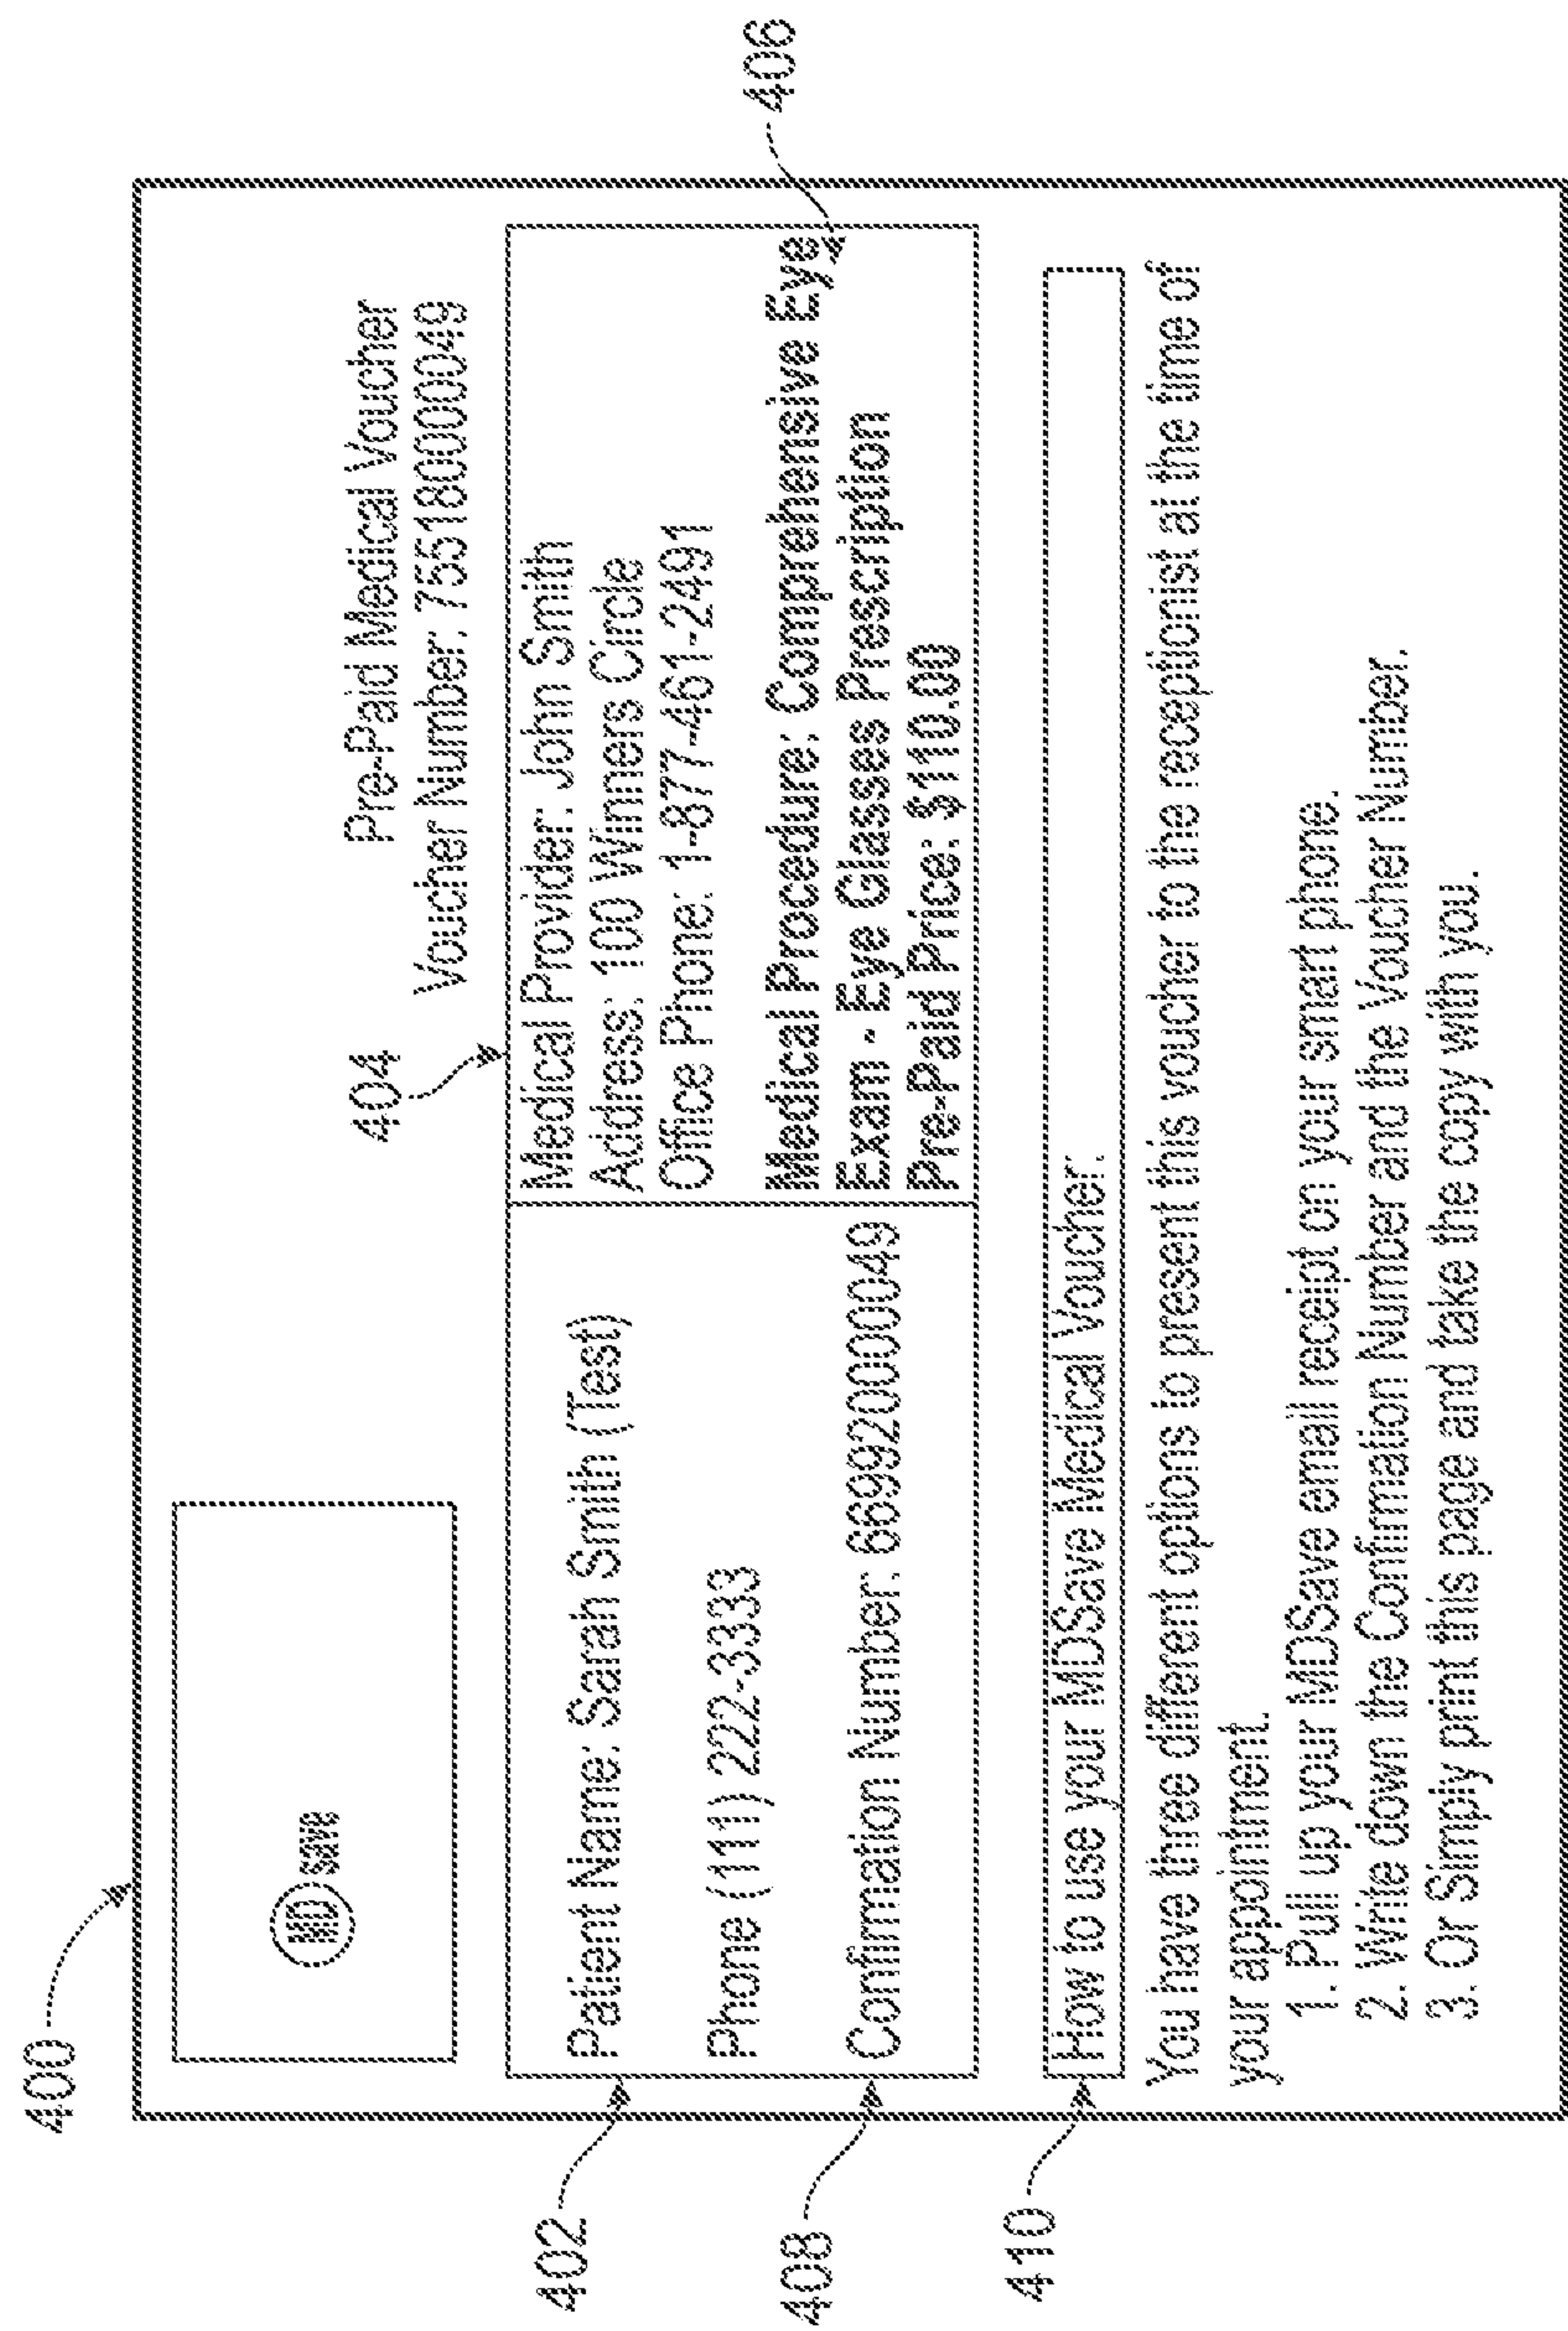 400
MD save
Pre-Paid Medical Voucher
Voucher Number: 75518000049
404
402
Patient Name: Sarah Smith (Test)
Phone (111) 222-3333
408
Confirmation Number: 66992000049
Medical Provider: John Smith
Address: 100 Winners Circle
Office Phone: 1-877-461-2491
406
Medical Procedure: Comprehensive Eye
Exam - Eye Glasses Prescription
Pre-Paid Price: $110.00
410
How to use your MDSave Medical Voucher:
You have three different options to present this voucher to the receptionist at the time of
your appointment.
1. Pull up your MDSave email receipt on your smart phone.
2. Write down the Confirmation Number and the Voucher Number.
3. Or Simply print this page and take the copy with you.